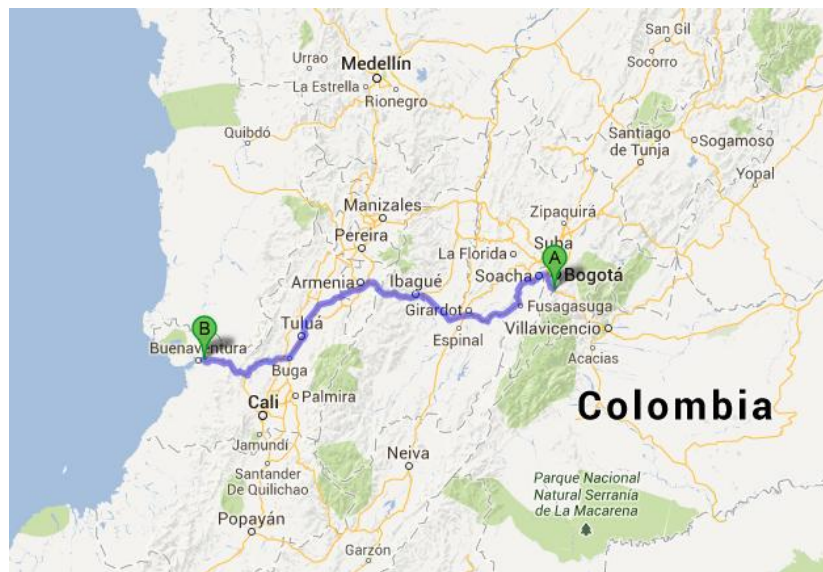 San Gil
Urrao
Medellín
Socorro
La Estrella
Rionegro
Quibdó
Santiago
de Tunja
Sogamoso
Yopal
Manizales
Zipaquirá
Pereira
Suba
La Florida
A
Soacha
Bogotá
Armenia
Ibagué
Girardot
Fusagasuga
Villavicencio
B
Tuluá
Espinal
Buenaventura
Acacias
Buga
Palmira
Cali
Colombia
Jamundí
Neiva
Santander
De Quilichao
Parque Nacional
Natural Serranía
de La Macarena
Popayán
Garzón